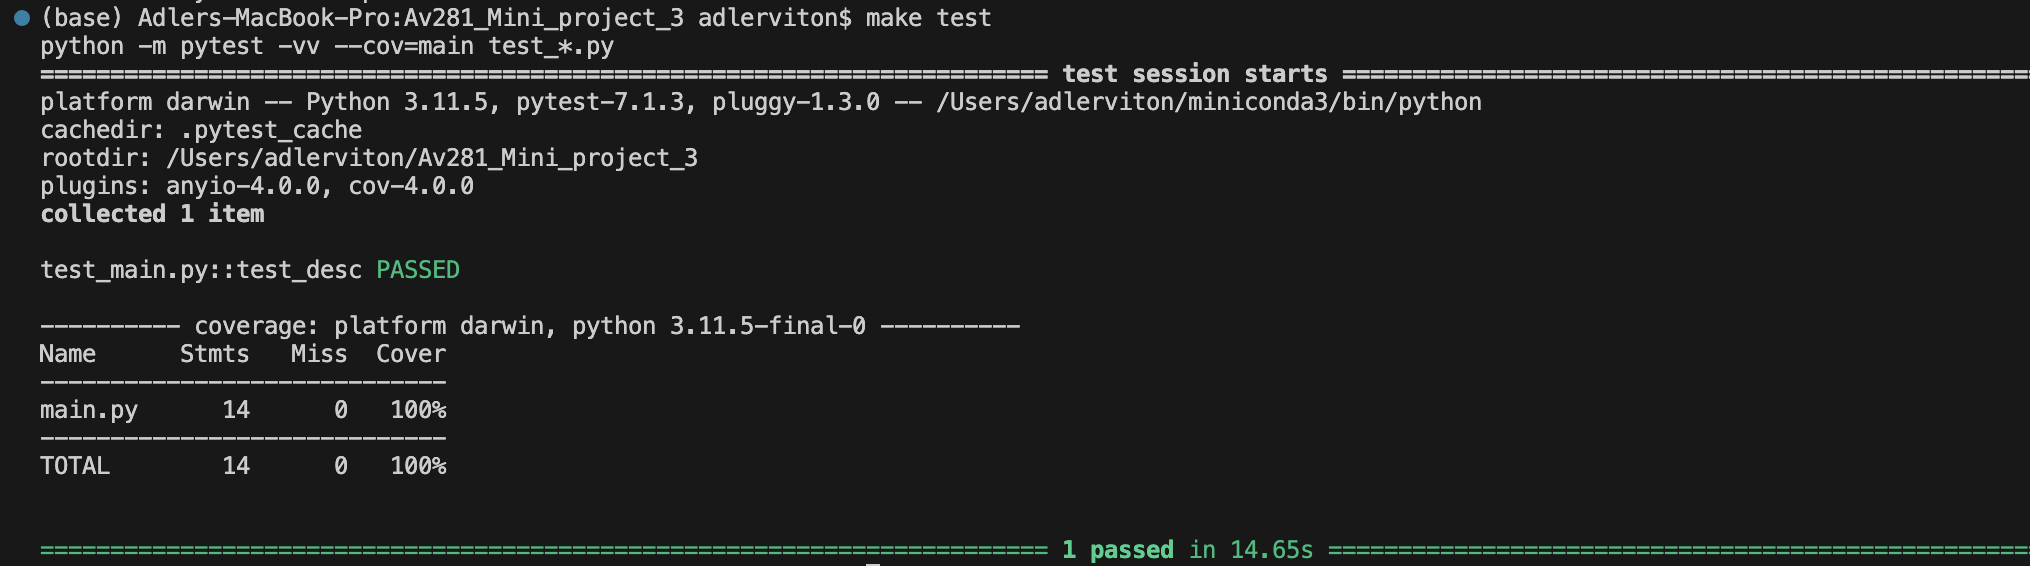 (base) Adlers-MacBook-Pro:Av281_Mini_project_3 adlerviton$ make test
python -m pytest -vv --cov=main test_*.py
======================================================================== test session starts ==================================================
platform darwin -- Python 3.11.5, pytest-7.1.3, pluggy-1.3.0 -- /Users/adlerviton/miniconda3/bin/python
cachedir: .pytest_cache
rootdir: /Users/adlerviton/Av281_Mini_project_3
plugins: anyio-4.0.0, cov-4.0.0
collected 1 item
test_main.py::test_desc PASSED
---------- coverage: platform darwin, python 3.11.5-final-0 ----------
Name      Stmts   Miss  Cover
-----------------------------
main.py      14      0   100%
-----------------------------
TOTAL        14      0   100%
======================================================================== 1 passed in 14.65s ===================================================